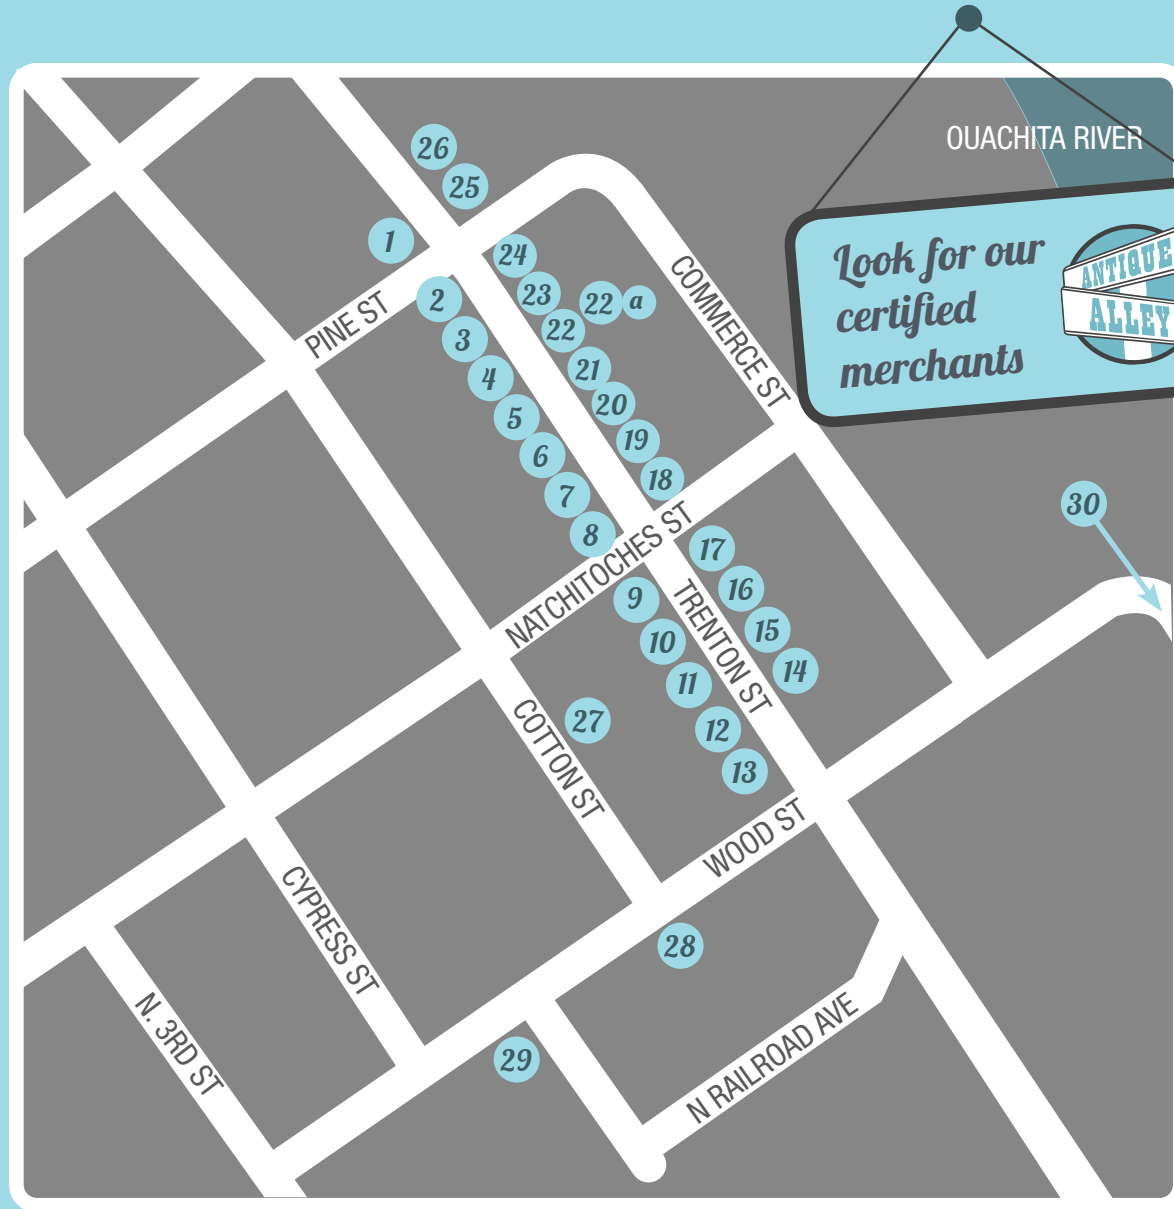 OUACHITA RIVER
Look for our
certified
merchants
ANTIQUE
ALLEY
26
25
1
24
2
23
22
a
22
3
21
4
20
5
19
6
18
7
8
17
30
9
16
10
15
11
14
27
12
13
28
29
PINE ST
COMMERCE ST
NATCHITOCHES ST
TRENTON ST
COTTON ST
WOOD ST
CYPRESS ST
N. 3RD ST
N RAILROAD AVE